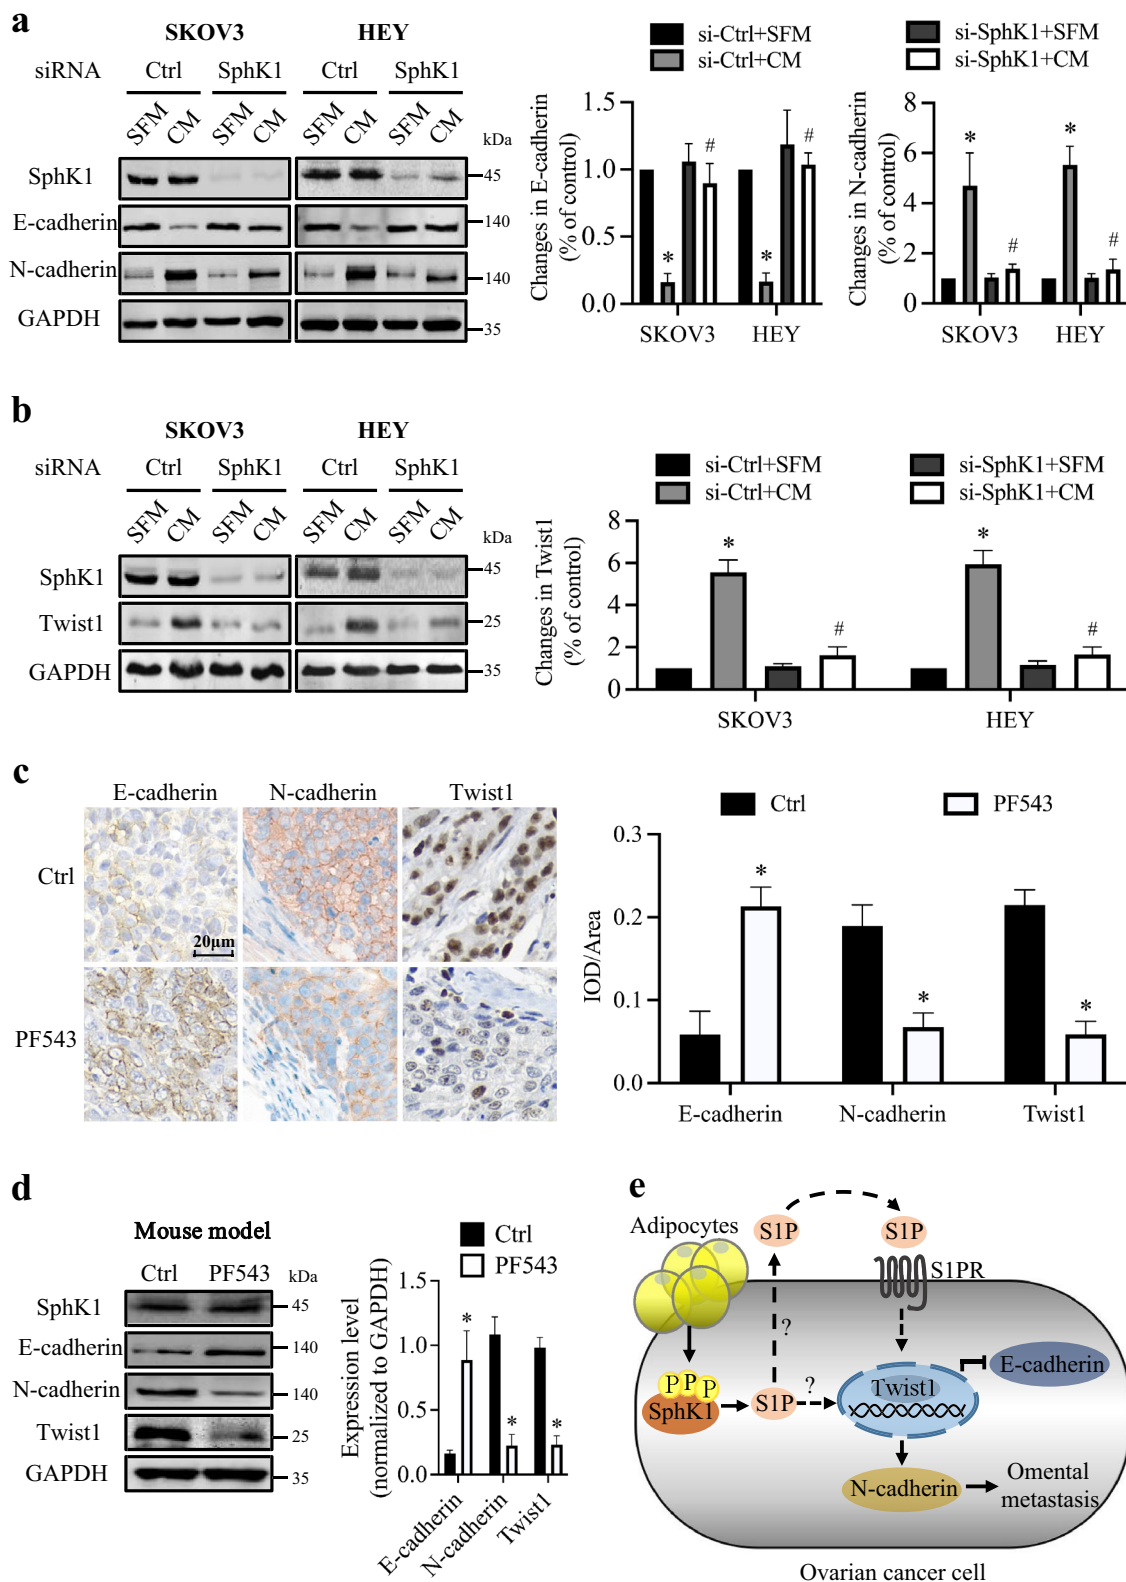 a
SKOV3 HEY
siRNA Ctrl SphK1 Ctrl SphK1
SFM CM SFM CM SFM CM SFM CM
kDa
SphK1 45
E-cadherin 140
N-cadherin 140
GAPDH 35
si-Ctrl+SFM si-SphK1+SFM
si-Ctrl+CM si-SphK1+CM
Changes in E-cadherin
(% of control)
1.5
1.0
0.5
0.0
* # * #
SKOV3 HEY
Changes in N-cadherin
(% of control)
8
6
4
2
0
* # * #
SKOV3 HEY
b
SKOV3 HEY
siRNA Ctrl SphK1 Ctrl SphK1
SFM CM SFM CM SFM CM SFM CM
kDa
SphK1 45
Twist1 25
GAPDH 35
si-Ctrl+SFM si-SphK1+SFM
si-Ctrl+CM si-SphK1+CM
Changes in Twist1
(% of control)
8
6
4
2
0
* # * #
SKOV3 HEY
c
E-cadherin N-cadherin Twist1
Ctrl
20μm
PF543
Ctrl PF543
IOD/Area
0.3
0.2
0.1
0.0
* * *
E-cadherin N-cadherin Twist1
d
Mouse model
Ctrl PF543 kDa
SphK1 45
E-cadherin 140
N-cadherin 140
Twist1 25
GAPDH 35
Ctrl
PF543
Expression level
(normalized to GAPDH)
1.5
1.0
0.5
0.0
* * *
E-cadherin
N-cadherin
Twist1
e
Adipocytes S1P S1P
S1PR
?
P P P
SphK1 S1P ? Twist1 E-cadherin
N-cadherin Omental
metastasis
Ovarian cancer cell